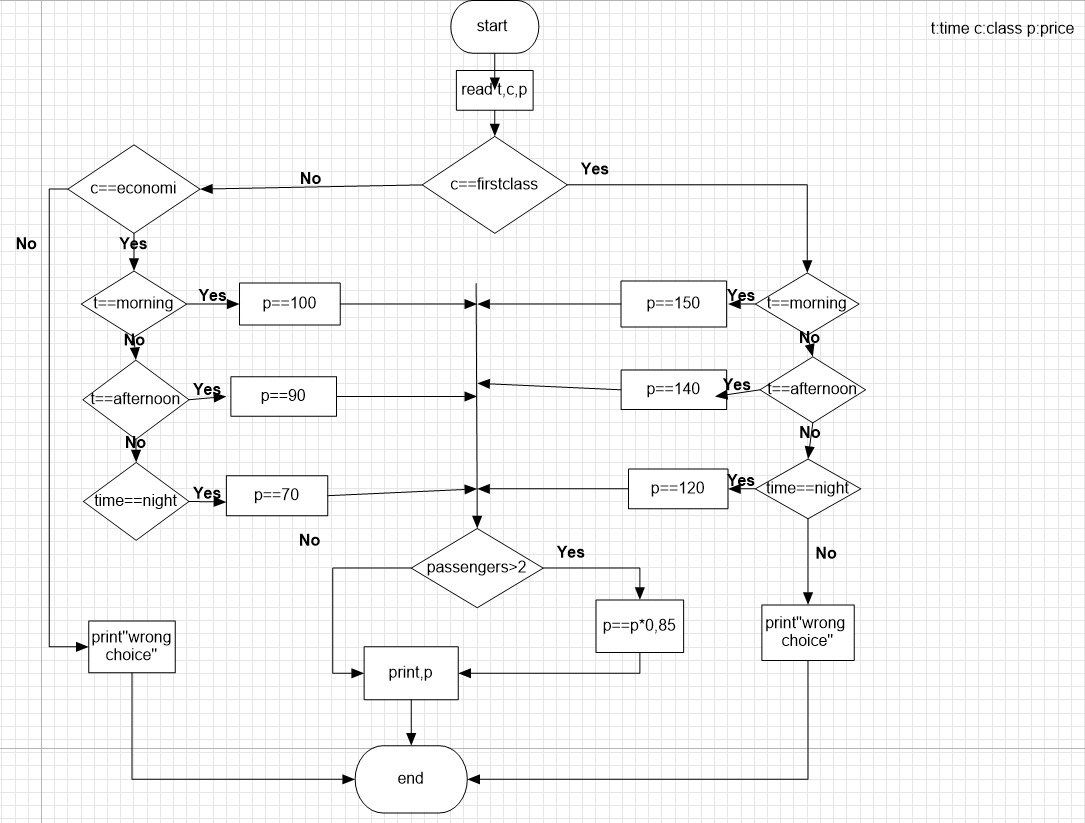 start
t:time c:class p:price
read t,c,p
c==firstclass
Yes
No
c==economi
No
Yes
t==morning
Yes
p==100
p==150
Yes
t==morning
No
No
t==afternoon
Yes
p==90
p==140
Yes
t==afternoon
No
No
time==night
Yes
p==70
p==120
Yes
time==night
No
No
passengers>2
Yes
p==p*0,85
print"wrong
choice"
print,p
print"wrong
choice"
end